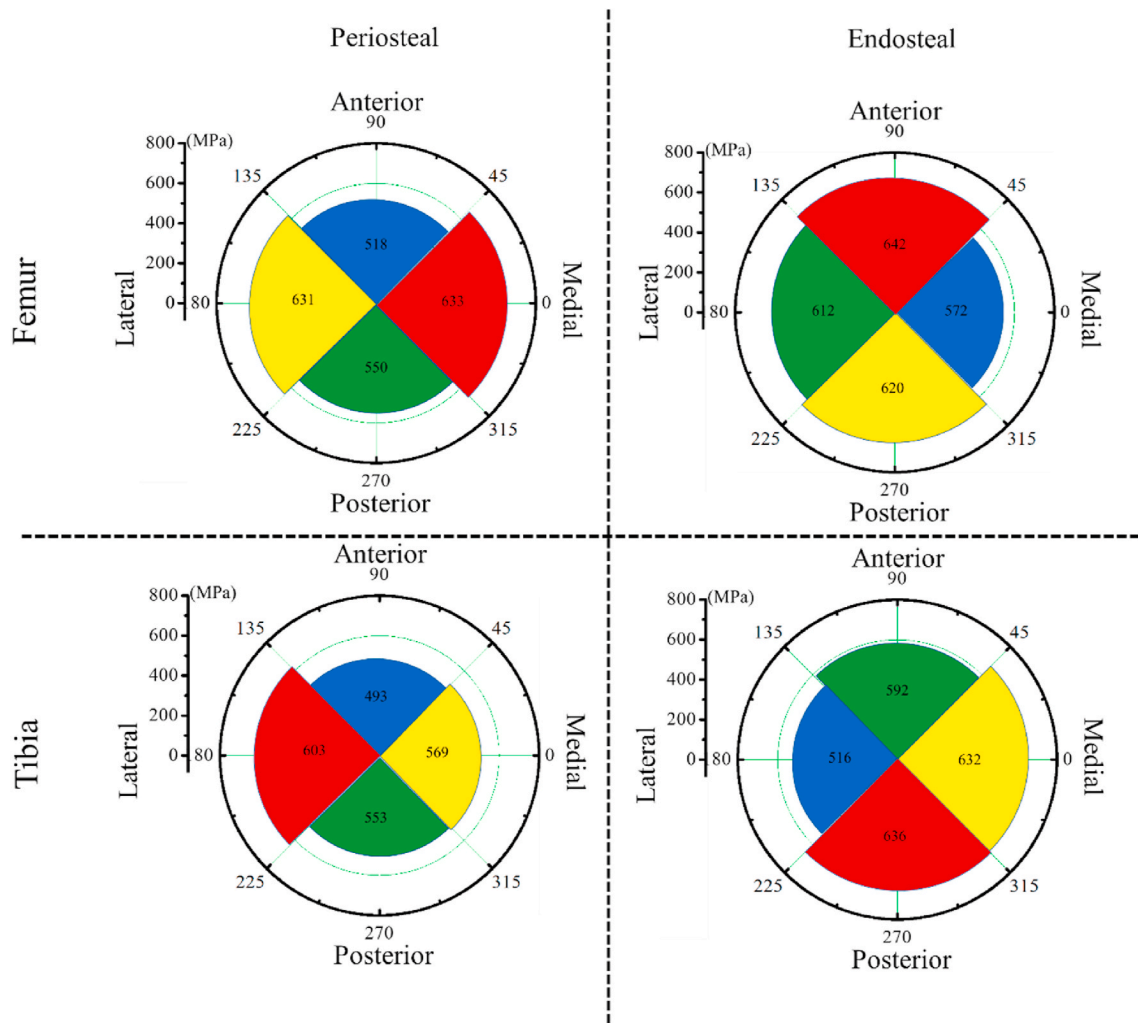 Periosteal
Endosteal
Femur
Tibia
Anterior
90
800 (MPa)
600
400
200
0
135
45
80
0
225
315
270
Lateral
Medial
Posterior
518
631
633
550
Anterior
90
800 (MPa)
600
400
200
0
135
45
80
0
225
315
270
Lateral
Medial
Posterior
642
612
572
620
Anterior
90
800 (MPa)
600
400
200
0
135
45
80
0
225
315
270
Lateral
Medial
Posterior
493
603
569
553
Anterior
90
800 (MPa)
600
400
200
0
135
45
80
0
225
315
270
Lateral
Medial
Posterior
592
516
632
636